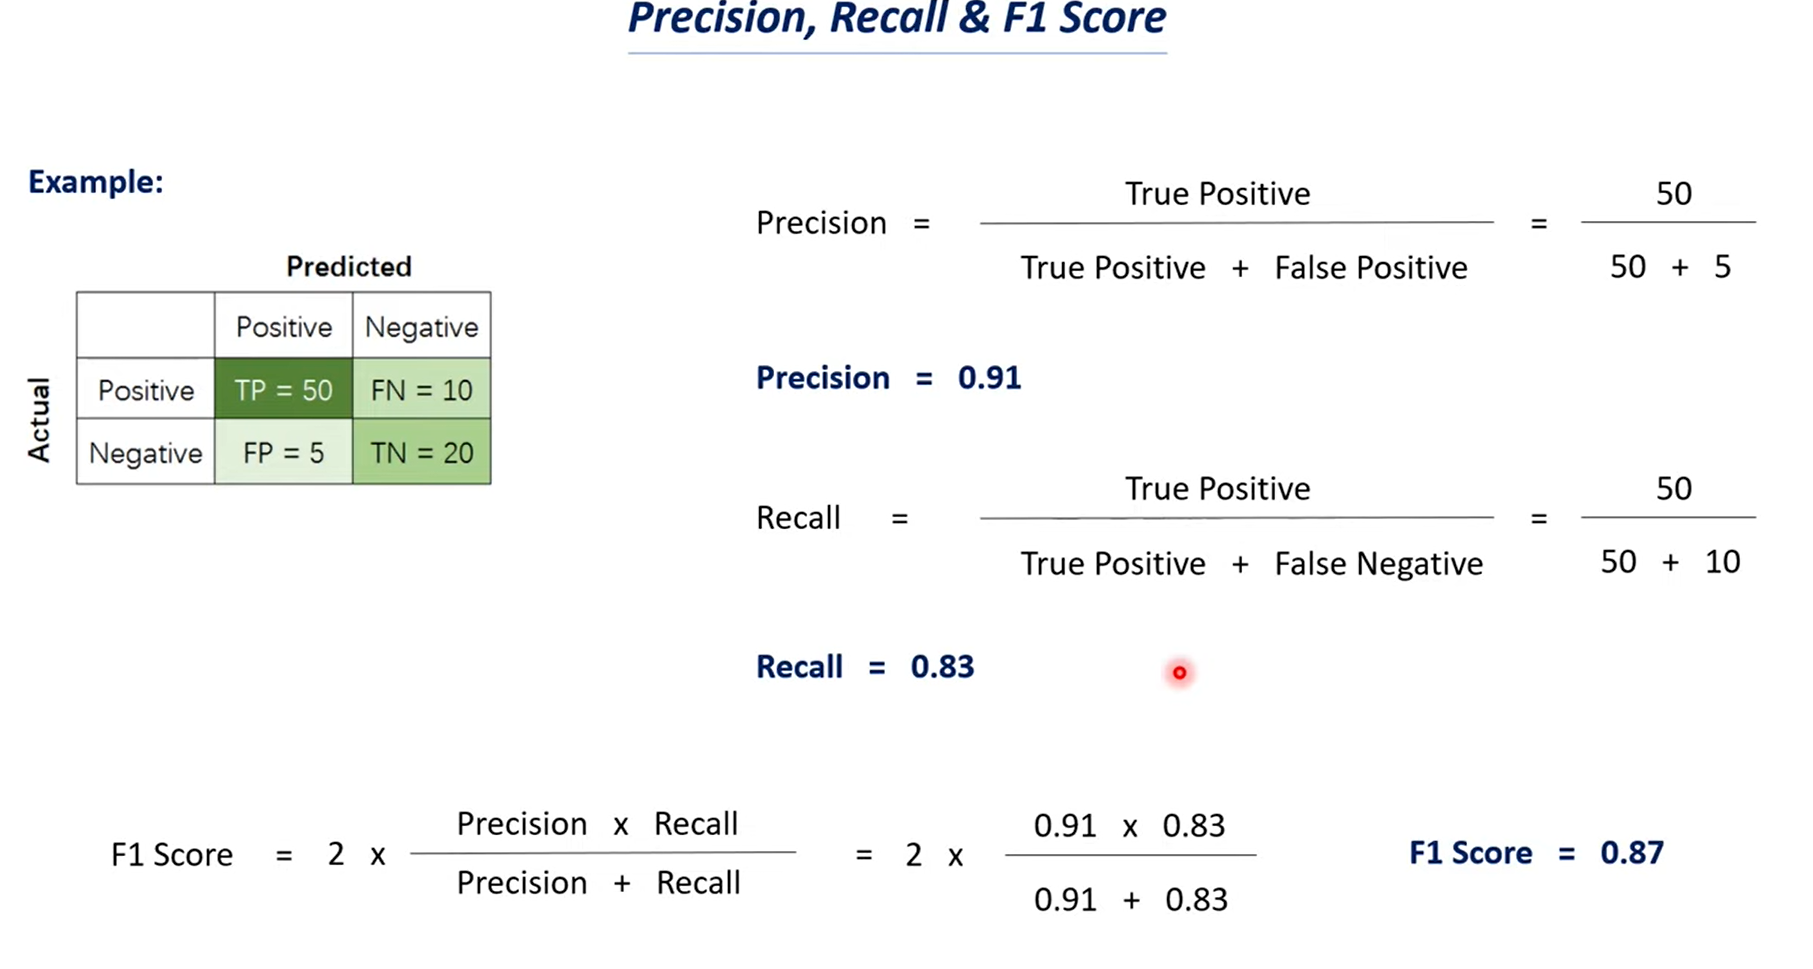 Precision, Recall & F1 Score
Example:
Predicted
Positive Negative
Actual
Positive TP = 50 FN = 10
Negative FP = 5 TN = 20
True Positive 50
Precision = =
True Positive + False Positive 50 + 5
Precision = 0.91
True Positive 50
Recall = =
True Positive + False Negative 50 + 10
Recall = 0.83
Precision x Recall 0.91 x 0.83
F1 Score = 2 x = 2 x F1 Score = 0.87
Precision + Recall 0.91 + 0.83